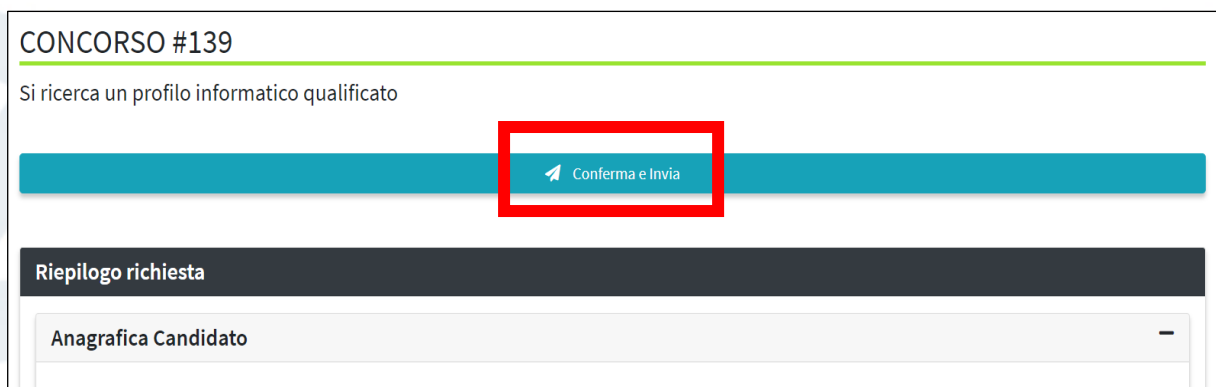 CONCORSO #139
Si ricerca un profilo informatico qualificato
Conferma e Invia
Riepilogo richiesta
Anagrafica Candidato